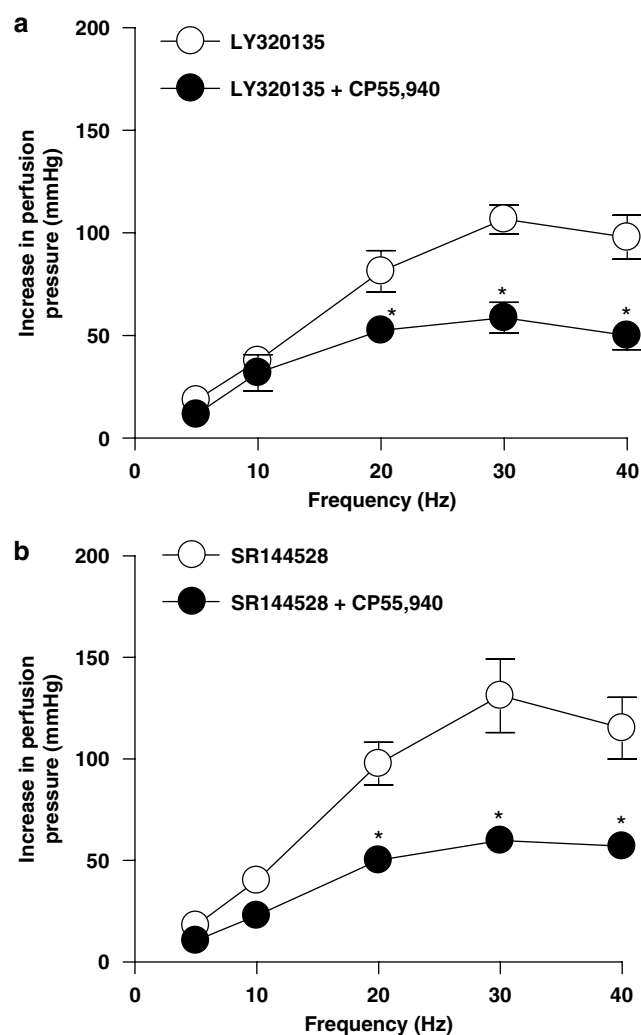 a
200
150
100
50
0
Increase in perfusion
pressure (mmHg)
LY320135
LY320135 + CP55,940
*
*
*
0 10 20 30 40
Frequency (Hz)
b
200
150
100
50
0
Increase in perfusion
pressure (mmHg)
SR144528
SR144528 + CP55,940
*
*
*
0 10 20 30 40
Frequency (Hz)